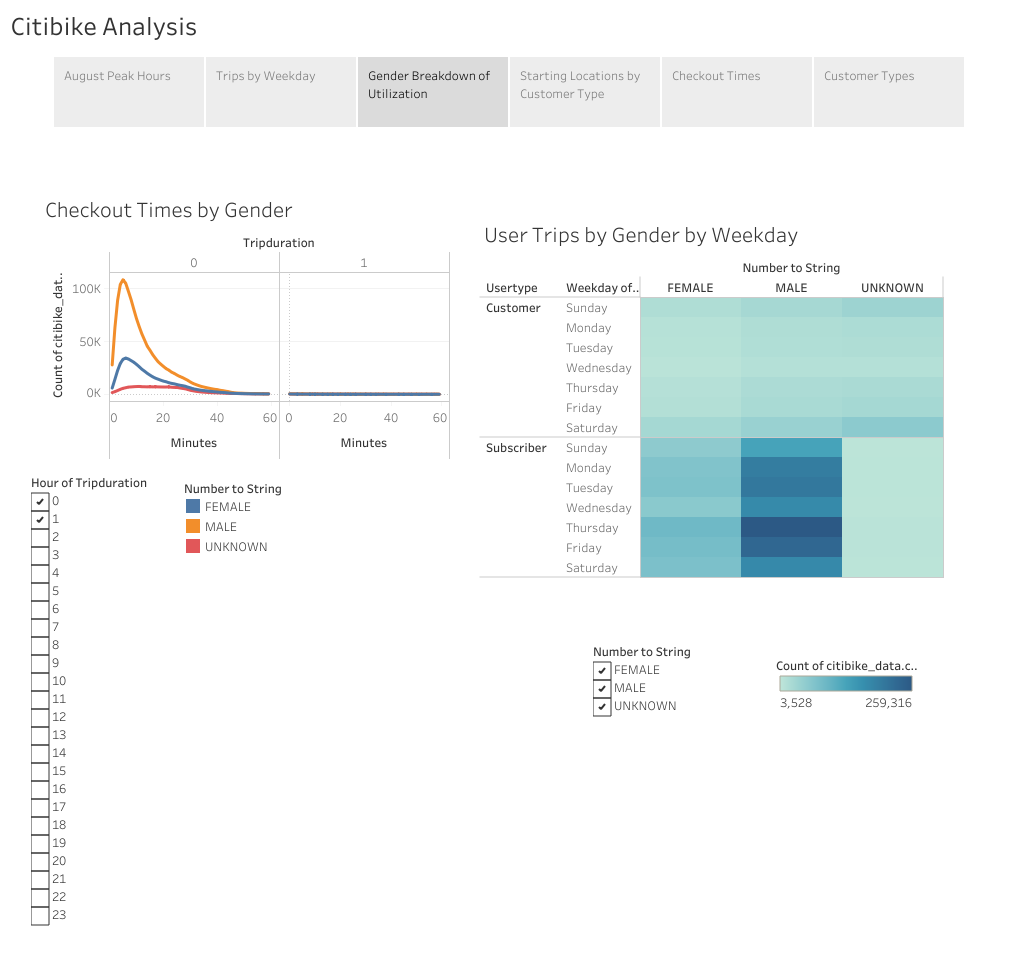 Citibike Analysis
August Peak Hours
Trips by Weekday
Gender Breakdown of
Utilization
Starting Locations by
Customer Type
Checkout Times
Customer Types
Checkout Times by Gender
Tripduration
0 1
Count of citibike_dat..
100K
50K
0K
0 20 40 60 0 20 40 60
Minutes Minutes
Hour of Tripduration
0
1
2
3
4
5
6
7
8
9
10
11
12
13
14
15
16
17
18
19
20
21
22
23
Number to String
FEMALE
MALE
UNKNOWN
User Trips by Gender by Weekday
Number to String
Usertype Weekday of.. FEMALE MALE UNKNOWN
Customer Sunday
Monday
Tuesday
Wednesday
Thursday
Friday
Saturday
Subscriber Sunday
Monday
Tuesday
Wednesday
Thursday
Friday
Saturday
Number to String
FEMALE
MALE
UNKNOWN
Count of citibike_data.c..
3,528 259,316